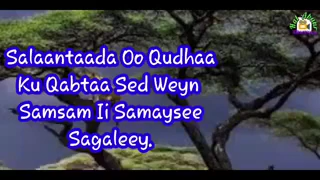 Salaantaada Oo Qudhaa
Ku Qabtaa Sed Weyn
Samsam Ii Samaysee
Sagaleey.